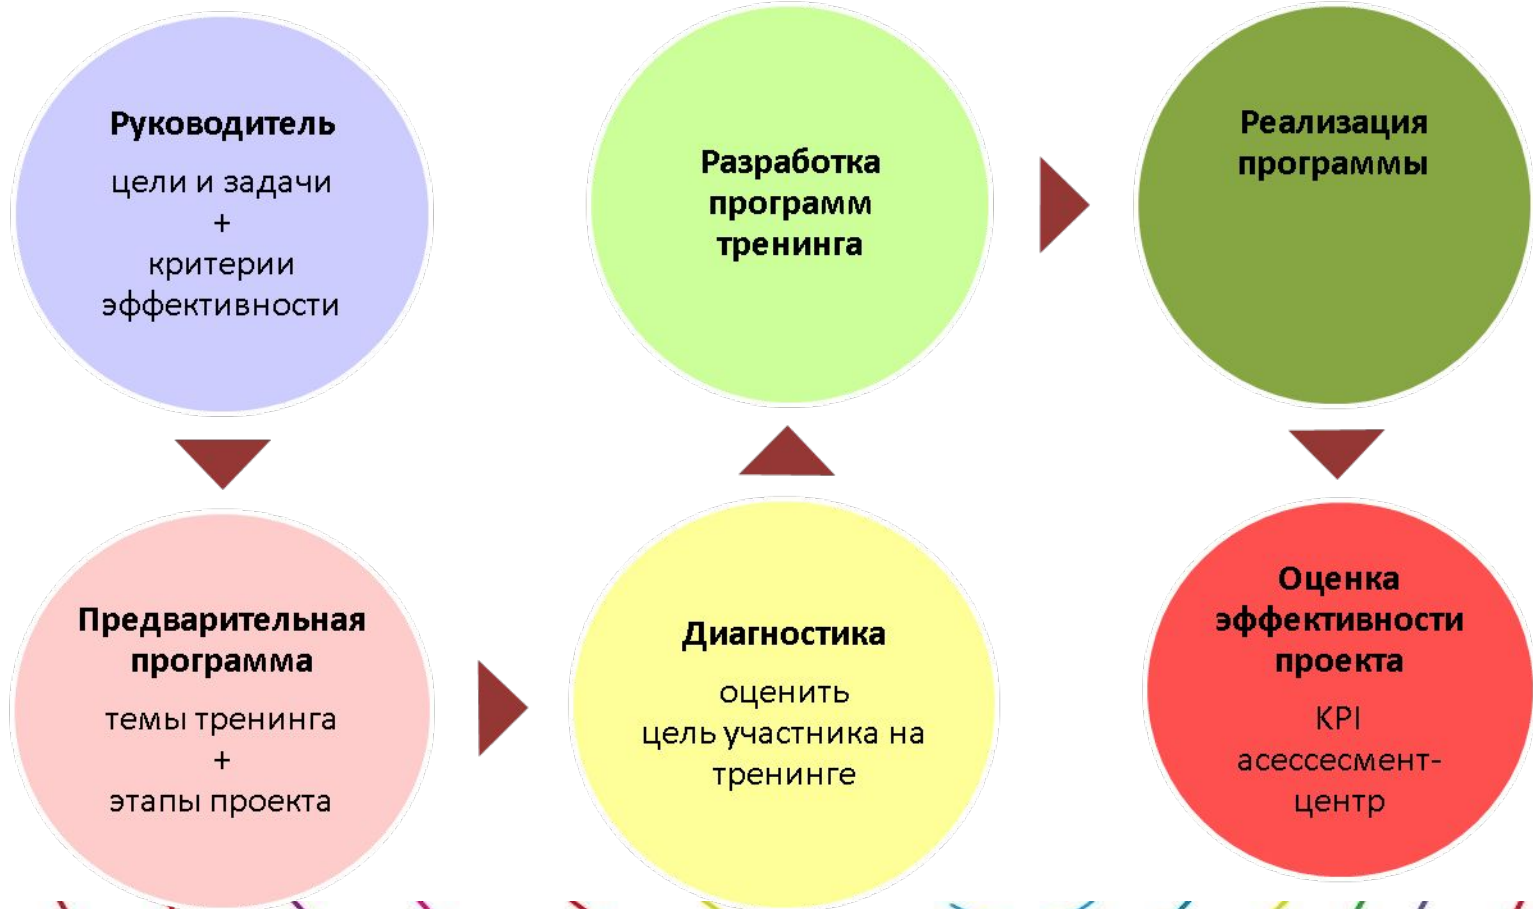 Руководитель
цели и задачи
+
критерии
эффективности
Предварительная
программа
темы тренинга
+
этапы проекта
Диагностика
оценить
цель участника на
тренинге
Разработка
программ
тренинга
Реализация
программы
Оценка
эффективности
проекта
KPI
асессесмент-
центр